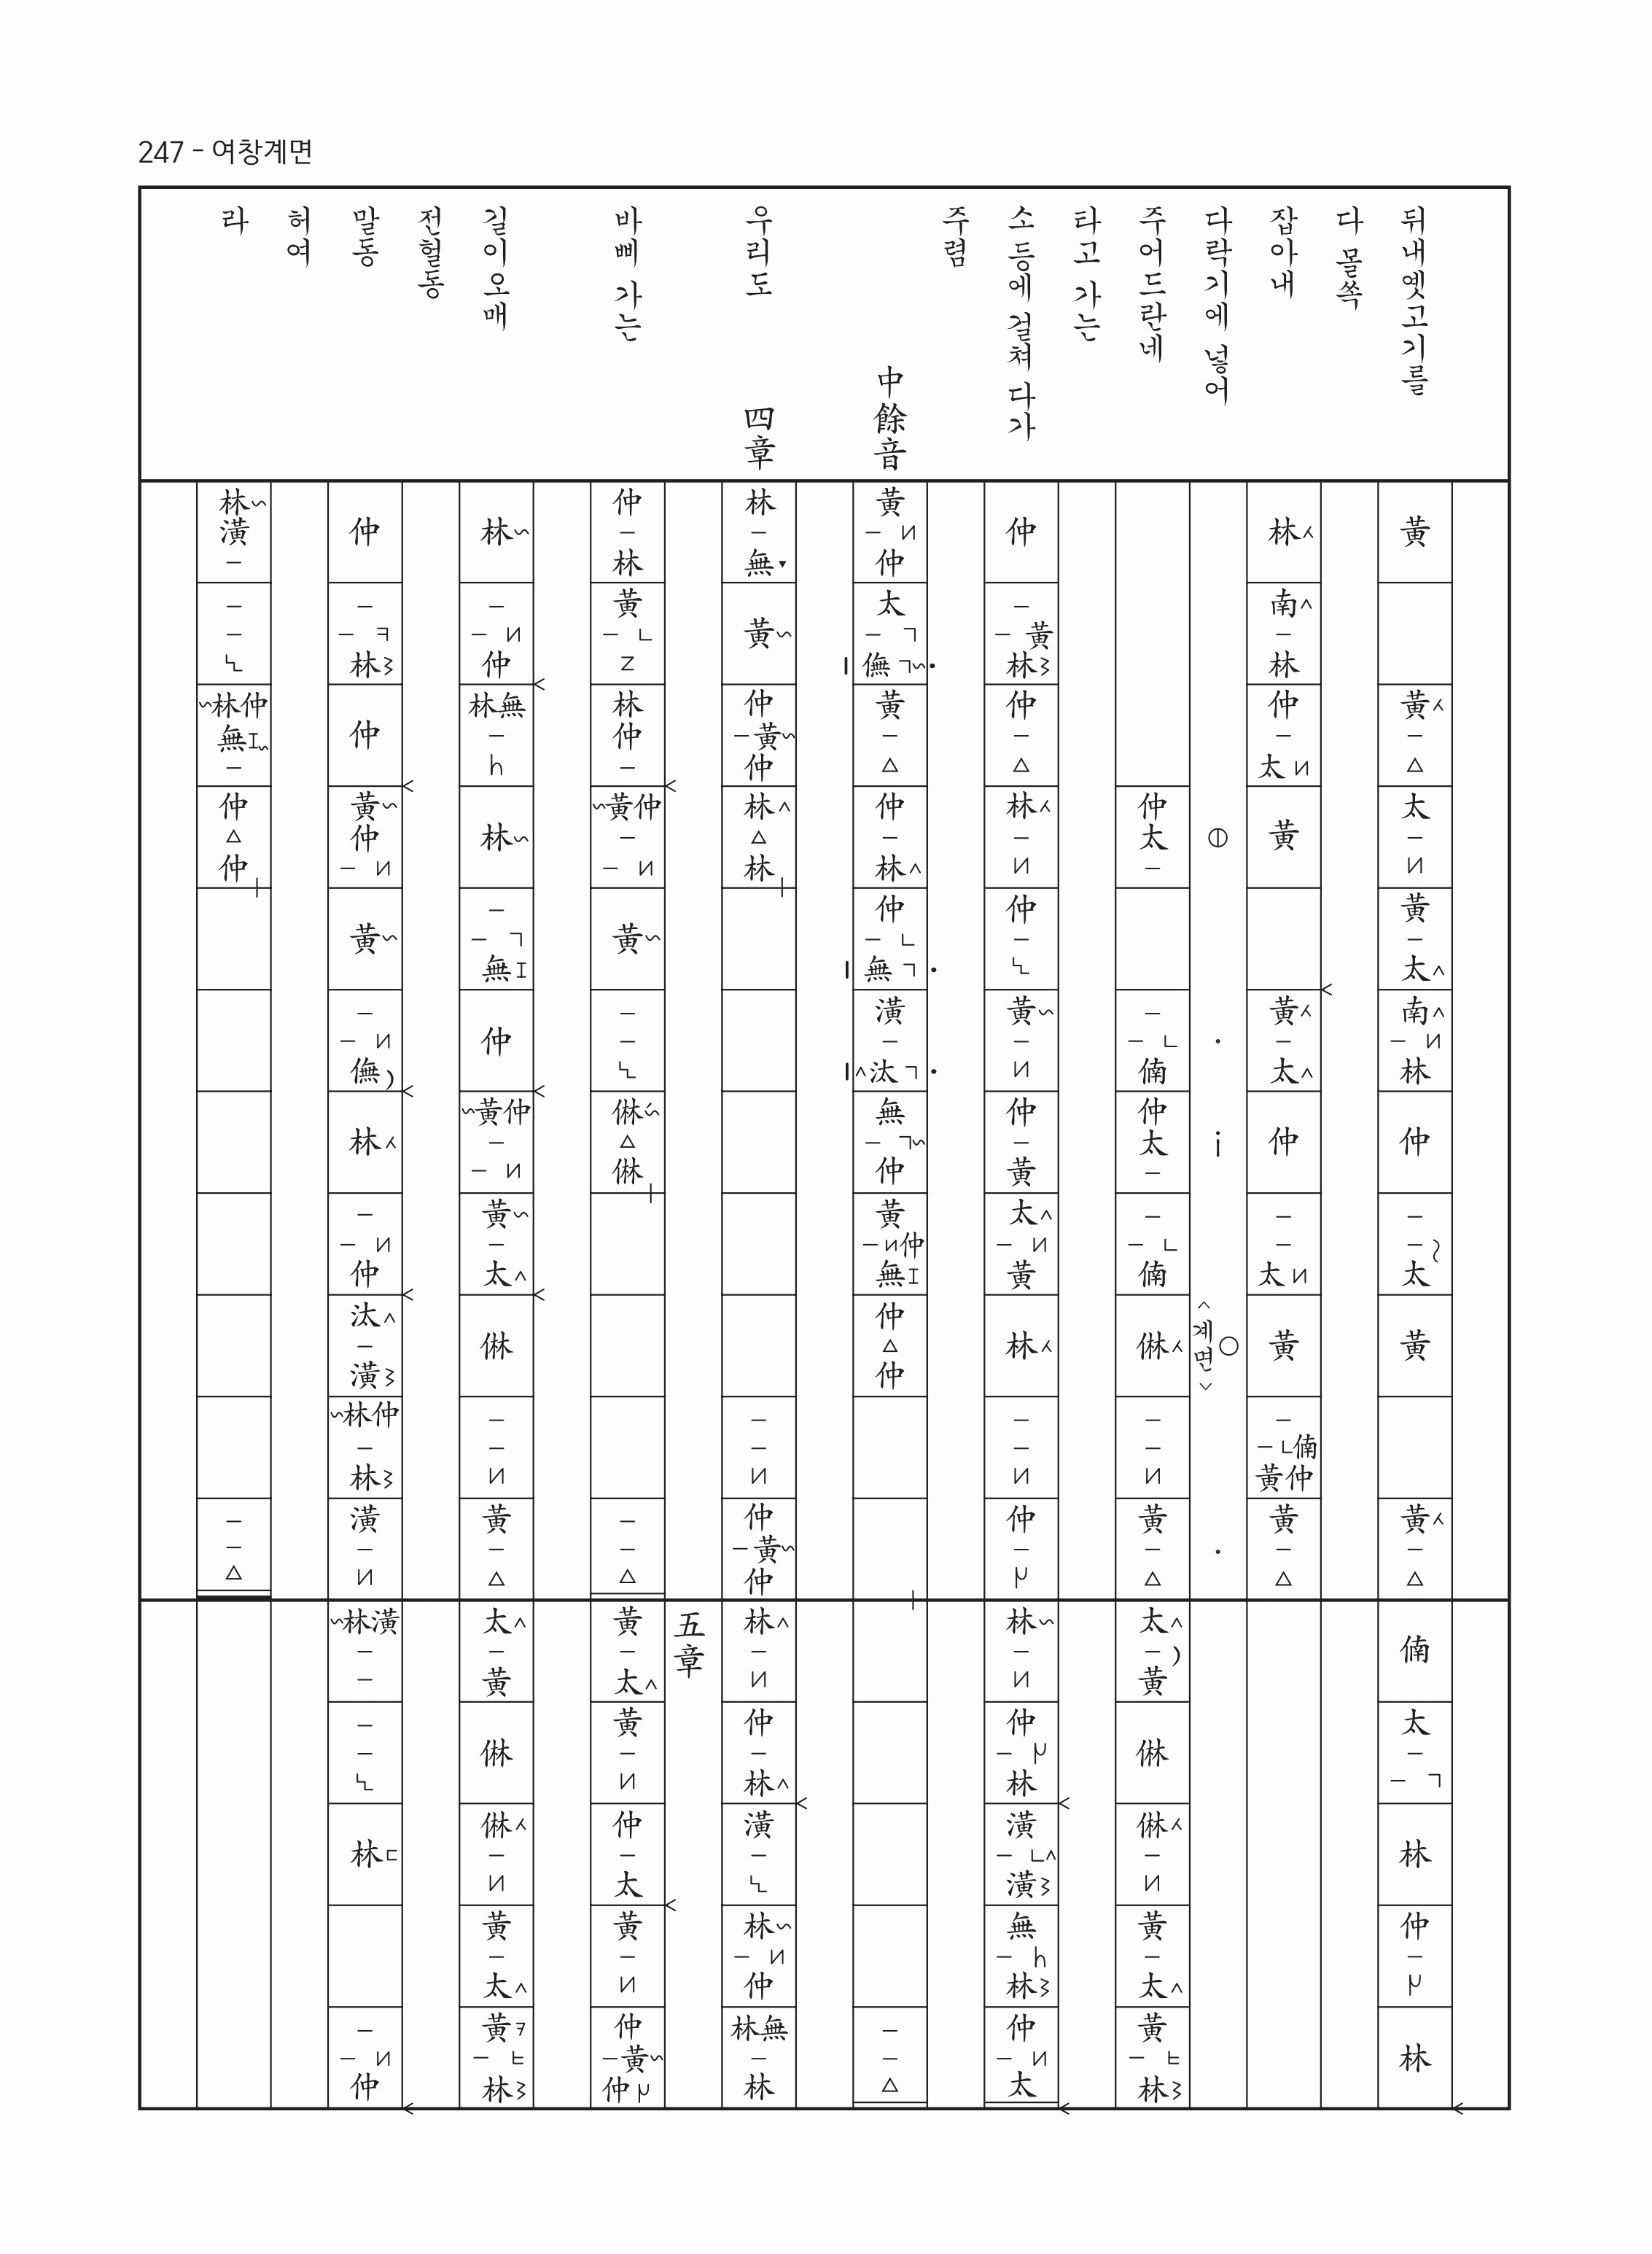 247 - 여창계면
뒤내옛고기를
다 몰쏙
잡아내
다락기에 넣어
주어드란네
타고 가는
소등에 걸쳐 다가
주렴
中餘音
우리도 四章
바삐 가는
길이오매
전헐동
말동
허여
라
黃 黃 太 黃 太 南 林 仲 太 黃 黃 㑲 太 林 仲 林
林 南 林 仲 太 黃 黃 太 仲 太 黃 㑲 黃 仲 黃
<계면>
仲 太 㑲 仲 太 㑲 㑣 黃 太 黃 㑣 㑣 黃 太 黃 林
仲 黃 林 仲 林 仲 黃 仲 黃 太 黃 林 仲 林 仲 林 潢 潢 無 林 仲 太
黃 仲 太 㒇 黃 仲 林 仲 無 潢 汰 無 仲 黃 仲 無 仲 仲
林 無 黃 仲 黃 仲 林 林 仲 黃 仲 林 仲 林 潢 林 仲 林無 林
五章
仲 林 黃 林 仲 黃仲 黃 㑣 㑣 黃 太 黃 仲 太 黃 仲 黃 仲
林 仲 林無 林 無 仲 黃仲 黃 太 㑣 黃 太 黃 㑣 㑣 黃 太 黃 林
仲 林 仲 黃 仲 黃 㒇 林 仲 汰 潢 林仲 林 潢 林潢 林 仲
林 潢 林仲 無 仲 仲